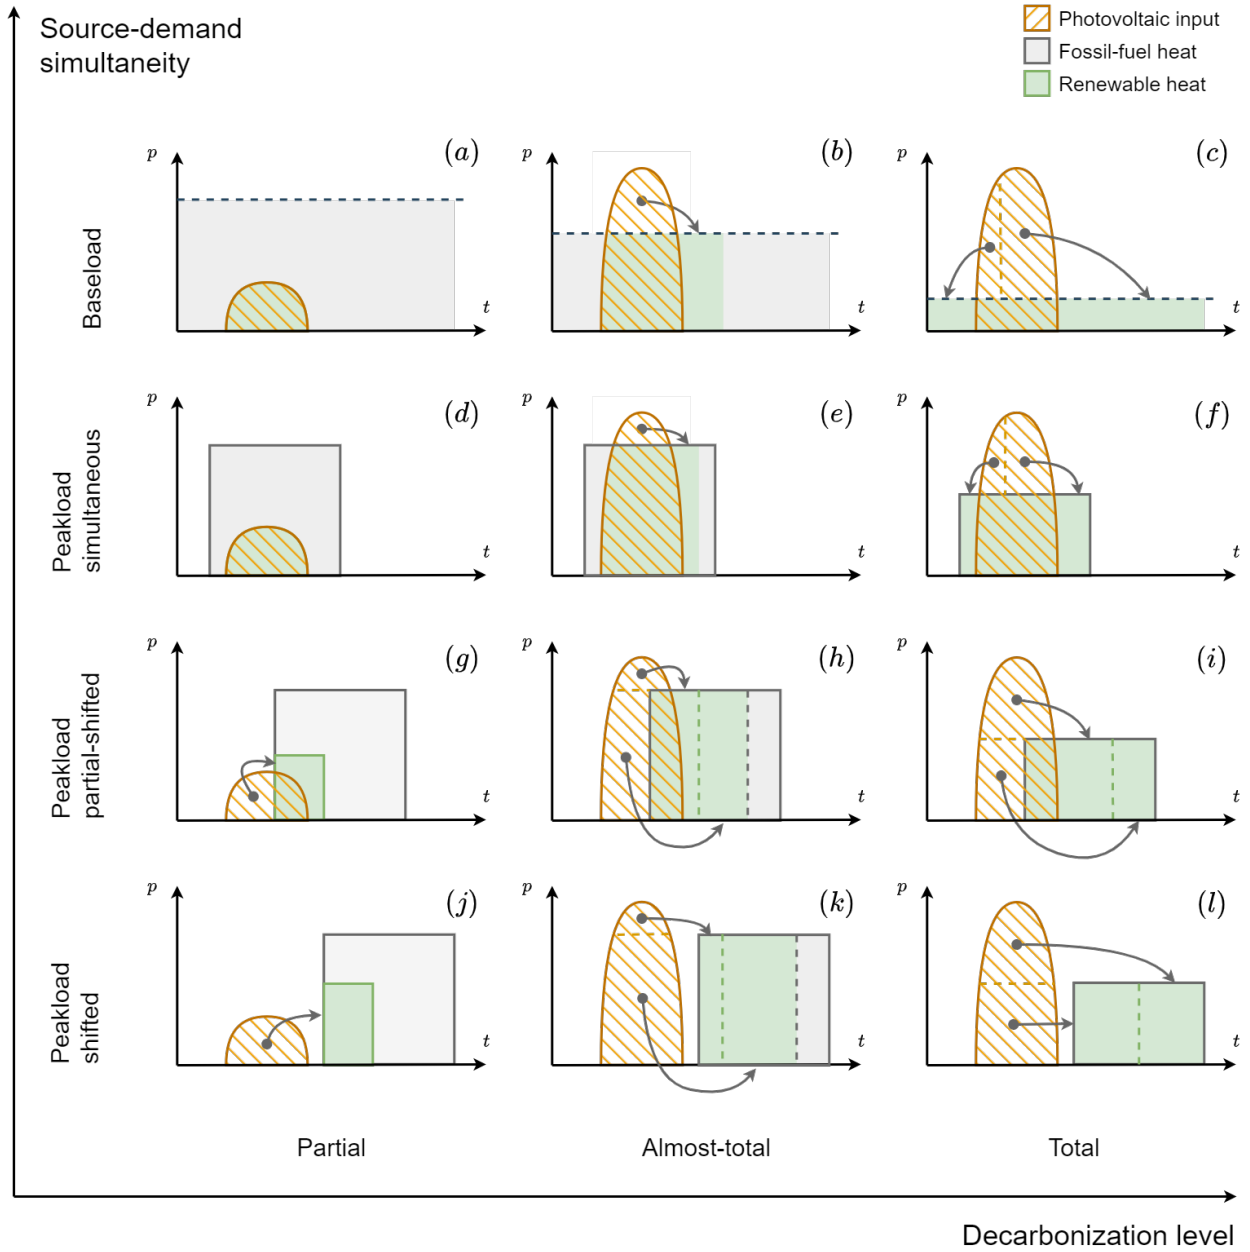 Source-demand
simultaneity
Photovoltaic input
Fossil-fuel heat
Renewable heat
Baseload
p
(a)
t
p
(b)
t
p
(c)
t
Peakload
simultaneous
p
(d)
t
p
(e)
t
p
(f)
t
Peakload
partial-shifted
p
(g)
t
p
(h)
t
p
(i)
t
Peakload
shifted
p
(j)
t
p
(k)
t
p
(l)
t
Partial
Almost-total
Total
Decarbonization level